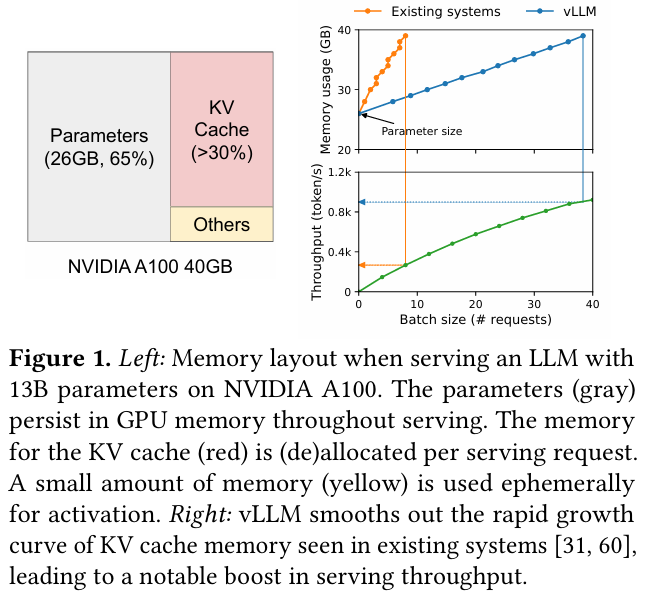 Parameters
(26GB, 65%)
KV
Cache
(>30%)
Others
NVIDIA A100 40GB
Existing systems
vLLM
Memory usage (GB)
40
30
20
Parameter size
Throughput (token/s)
1.2k
0.8k
0.4k
0
0 10 20 30 40
Batch size (# requests)
Figure 1. Left: Memory layout when serving an LLM with
13B parameters on NVIDIA A100. The parameters (gray)
persist in GPU memory throughout serving. The memory
for the KV cache (red) is (de)allocated per serving request.
A small amount of memory (yellow) is used ephemerally
for activation. Right: vLLM smooths out the rapid growth
curve of KV cache memory seen in existing systems [31, 60],
leading to a notable boost in serving throughput.